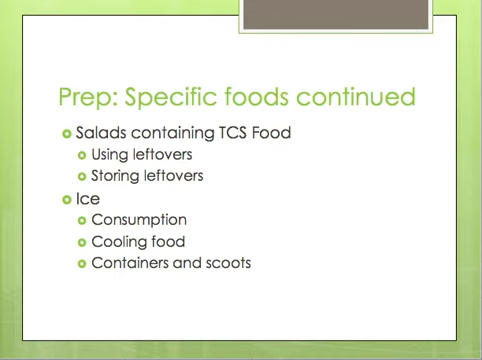 Prep: Specific foods continued
Salads containing TCS Food
Using leftovers
Storing leftovers
Ice
Consumption
Cooling food
Containers and scoots